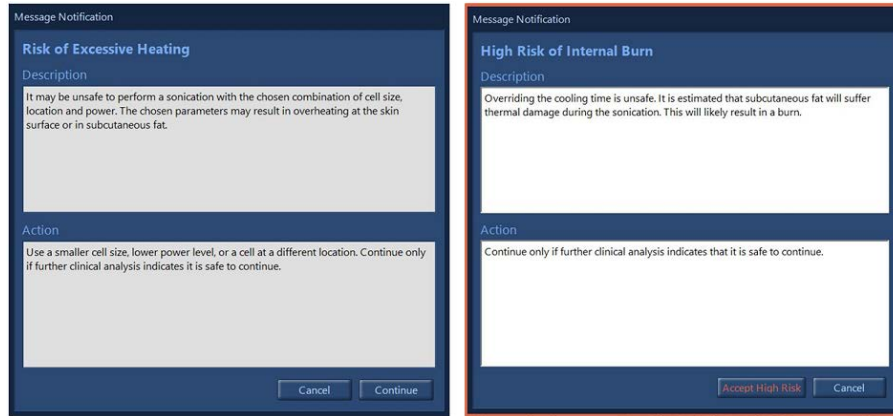 Message Notification
Risk of Excessive Heating
Description
It may be unsafe to perform a sonication with the chosen combination of cell size,
location and power. The chosen parameters may result in overheating at the skin
surface or in subcutaneous fat.
Action
Use a smaller cell size, lower power level, or a cell at a different location. Continue only
if further clinical analysis indicates it is safe to continue.
Cancel
Continue
Message Notification
High Risk of Internal Burn
Description
Overriding the cooling time is unsafe. It is estimated that subcutaneous fat will suffer
thermal damage during the sonication. This will likely result in a burn.
Action
Continue only if further clinical analysis indicates that it is safe to continue.
Accept High Risk
Cancel